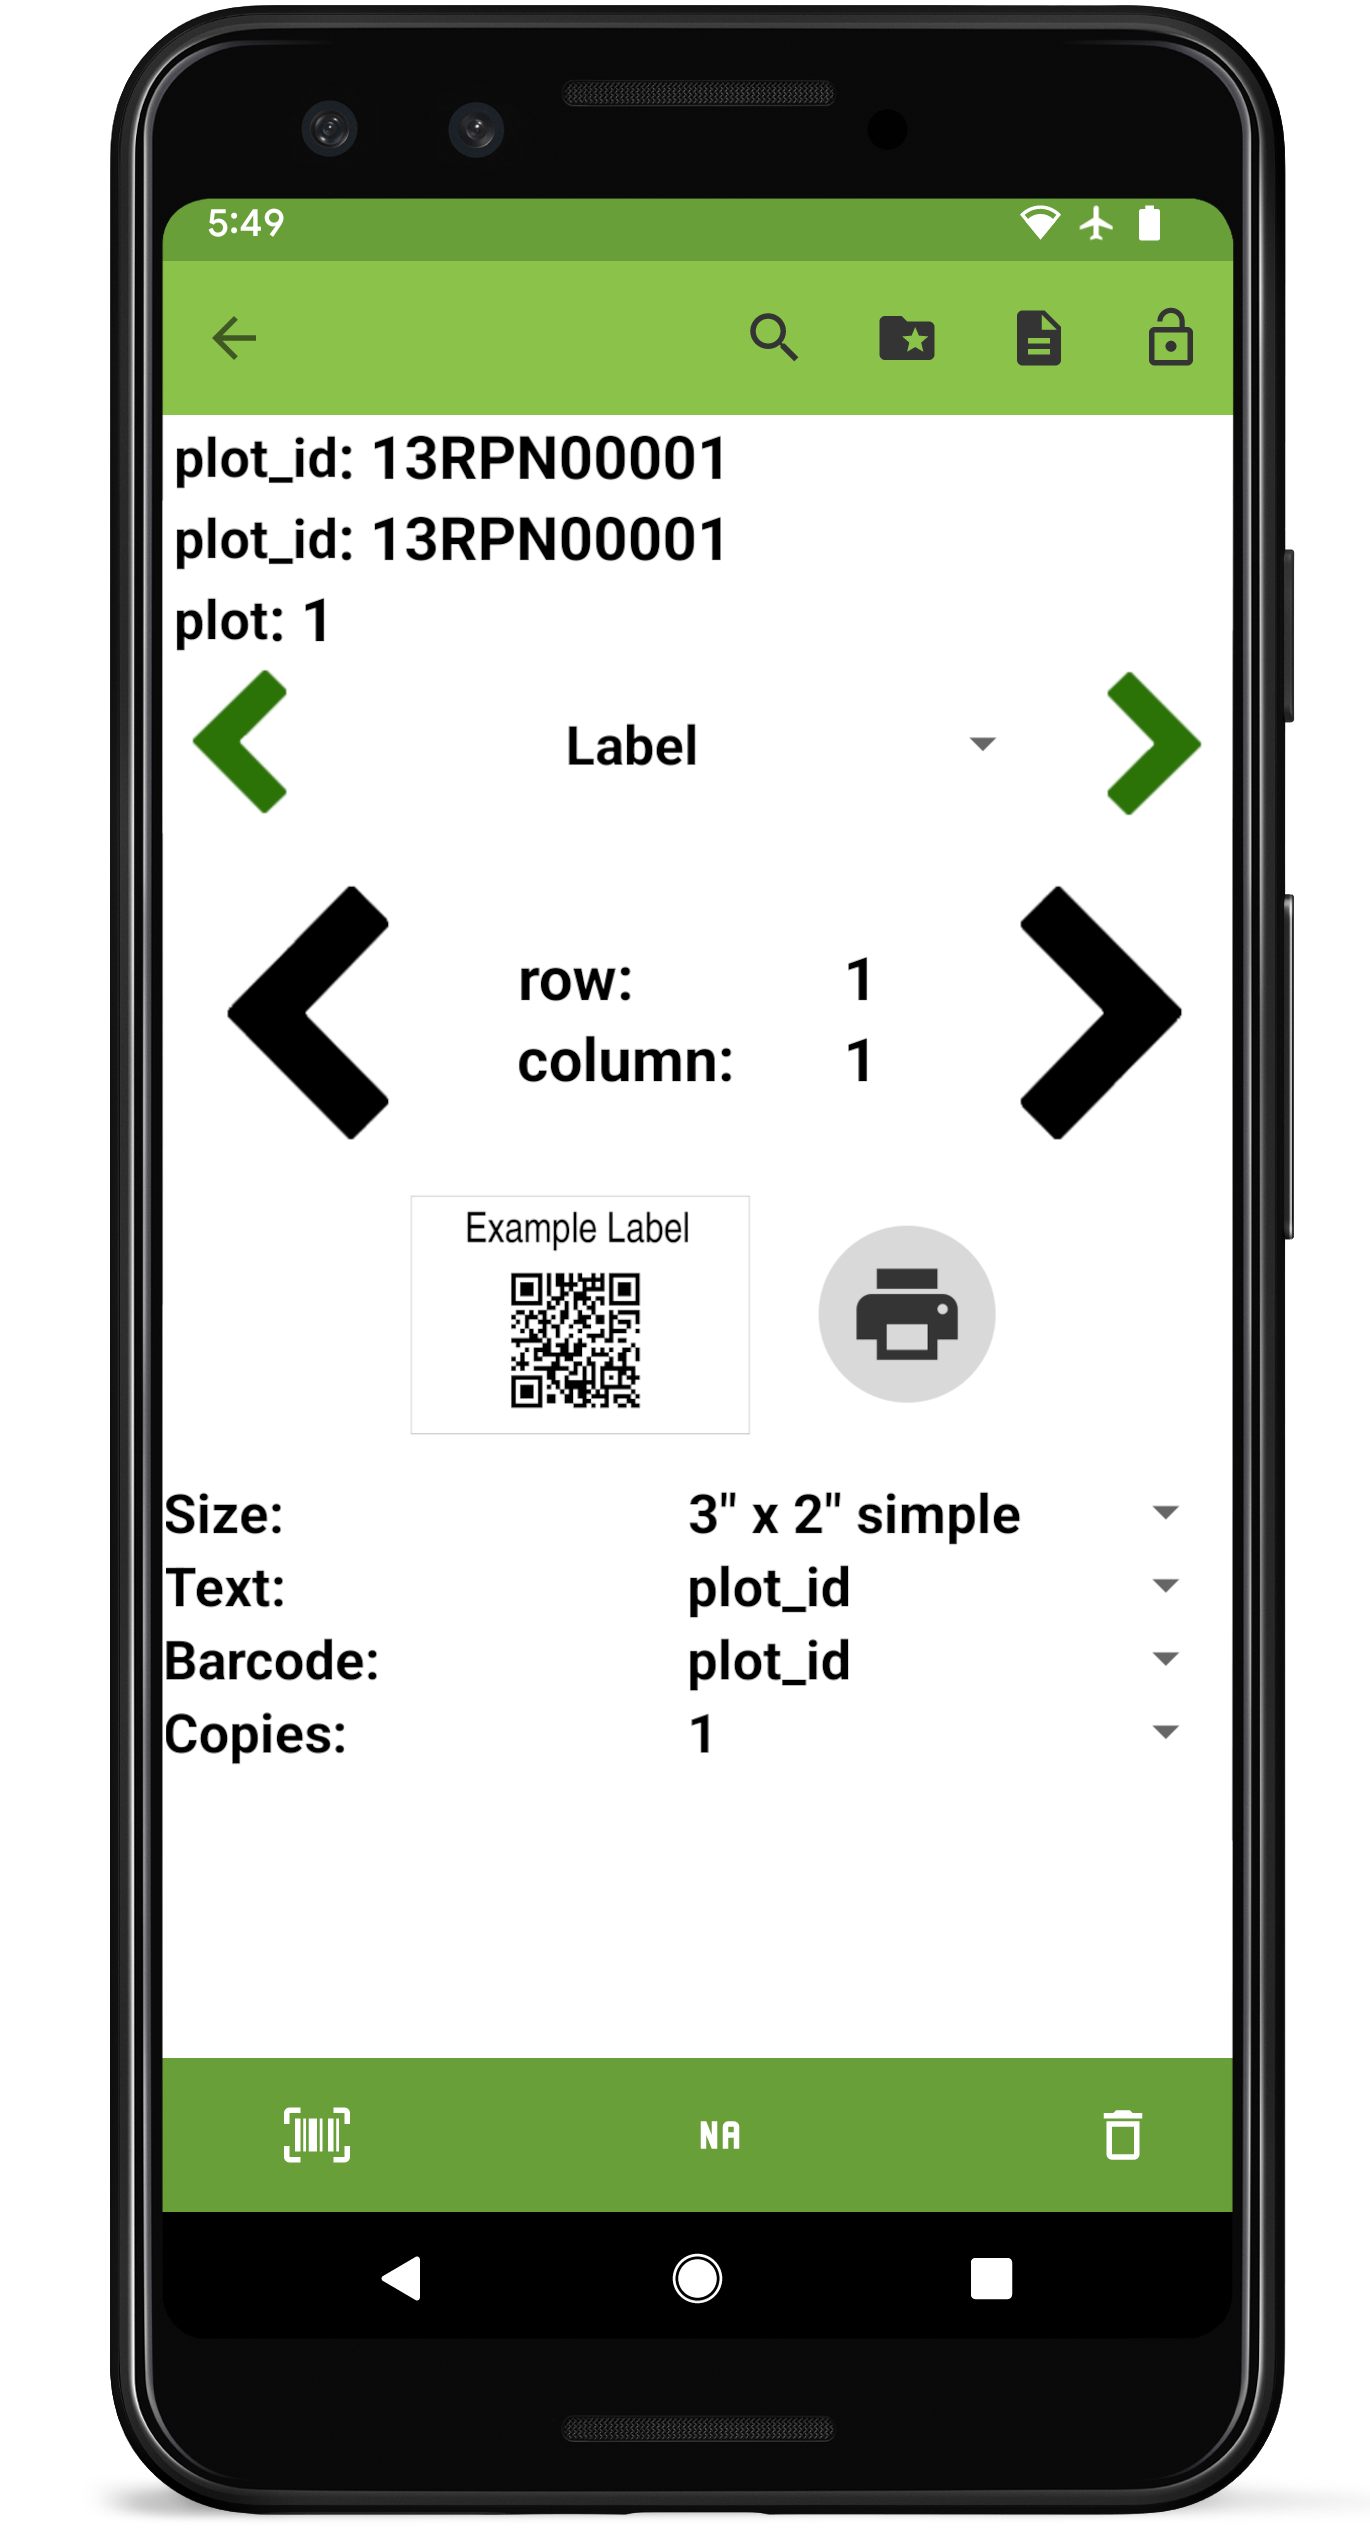 5:49
plot_id: 13RPN00001
plot_id: 13RPN00001
plot: 1
Label
row: 1
column: 1
Example Label
Size: 3" x 2" simple
Text: plot_id
Barcode: plot_id
Copies: 1
NA